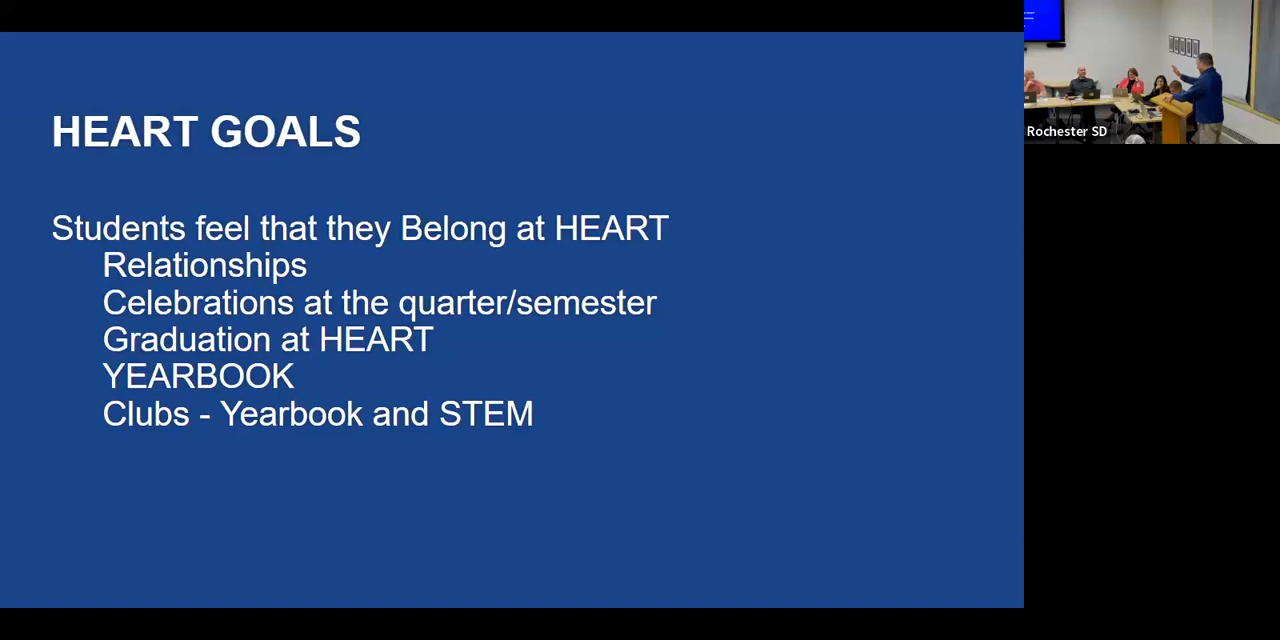 HEART GOALS
Students feel that they Belong at HEART
Relationships
Celebrations at the quarter/semester
Graduation at HEART
YEARBOOK
Clubs - Yearbook and STEM
Rochester SD